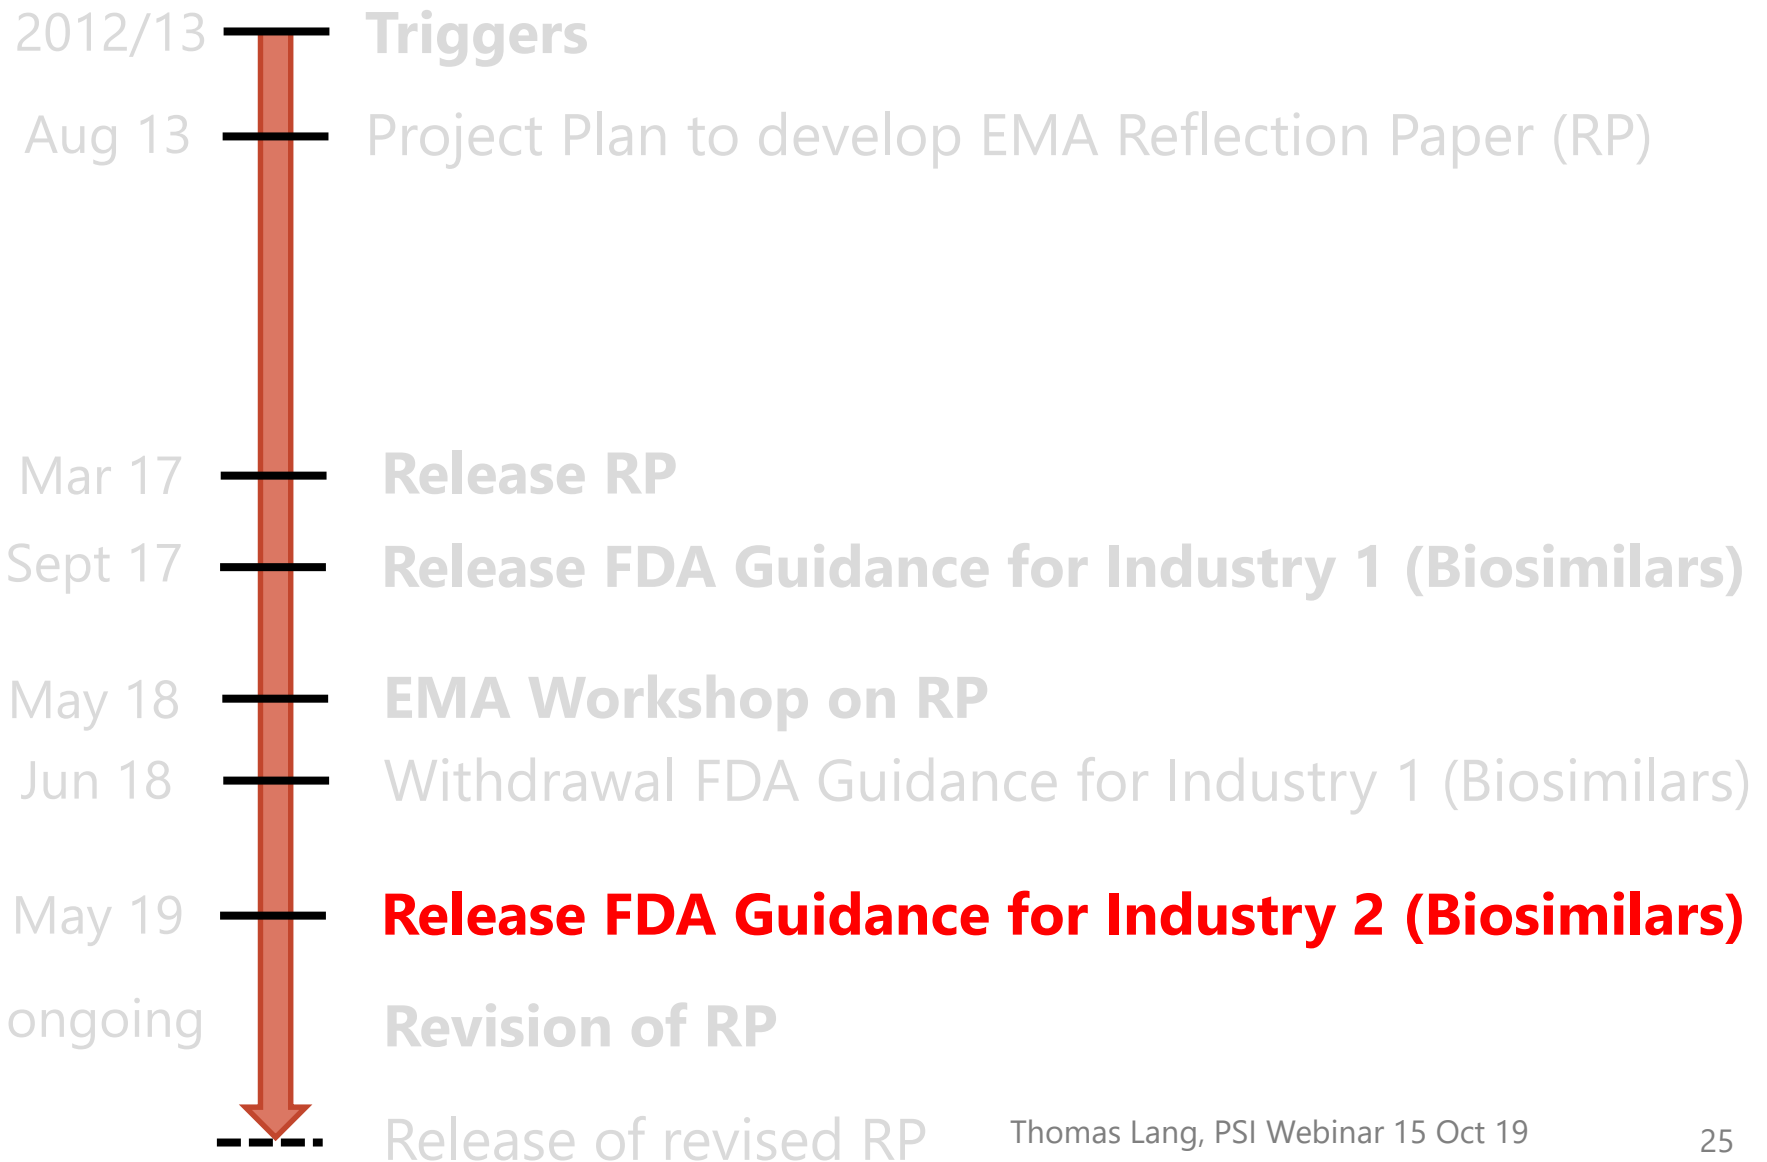 2012/13 Triggers
Aug 13 Project Plan to develop EMA Reflection Paper (RP)
Mar 17 Release RP
Sept 17 Release FDA Guidance for Industry 1 (Biosimilars)
May 18 EMA Workshop on RP
Jun 18 Withdrawal FDA Guidance for Industry 1 (Biosimilars)
May 19 Release FDA Guidance for Industry 2 (Biosimilars)
ongoing Revision of RP
Release of revised RP
Thomas Lang, PSI Webinar 15 Oct 19
25